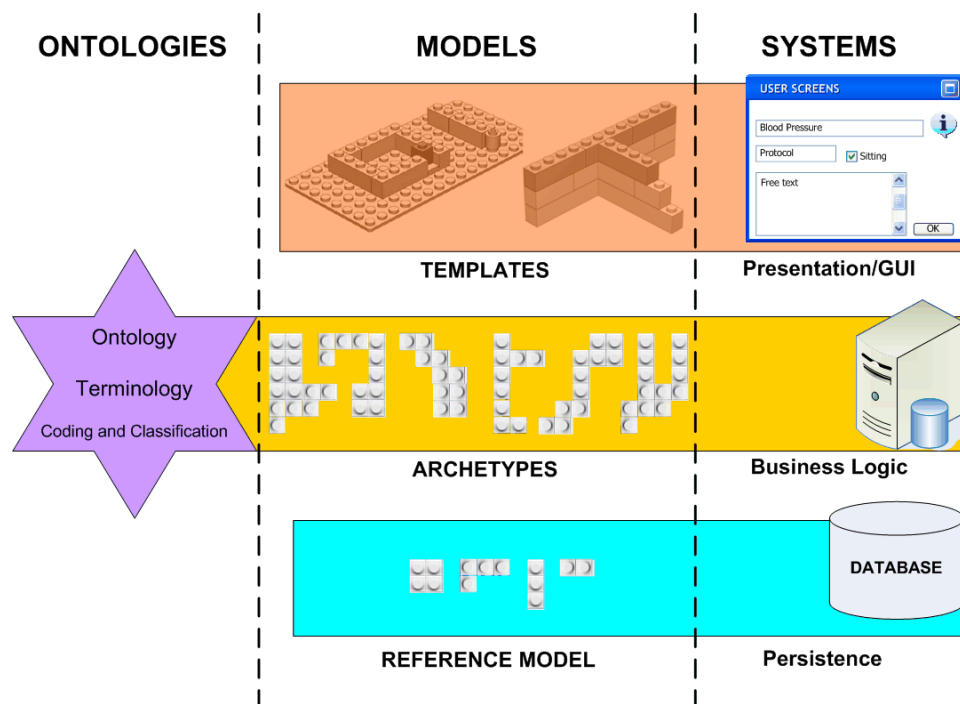 ONTOLOGIES
MODELS
SYSTEMS
USER SCREENS
Blood Pressure
Protocol
Sitting
Free text
OK
TEMPLATES
Presentation/GUI
Ontology
Terminology
Coding and Classification
ARCHETYPES
Business Logic
DATABASE
REFERENCE MODEL
Persistence